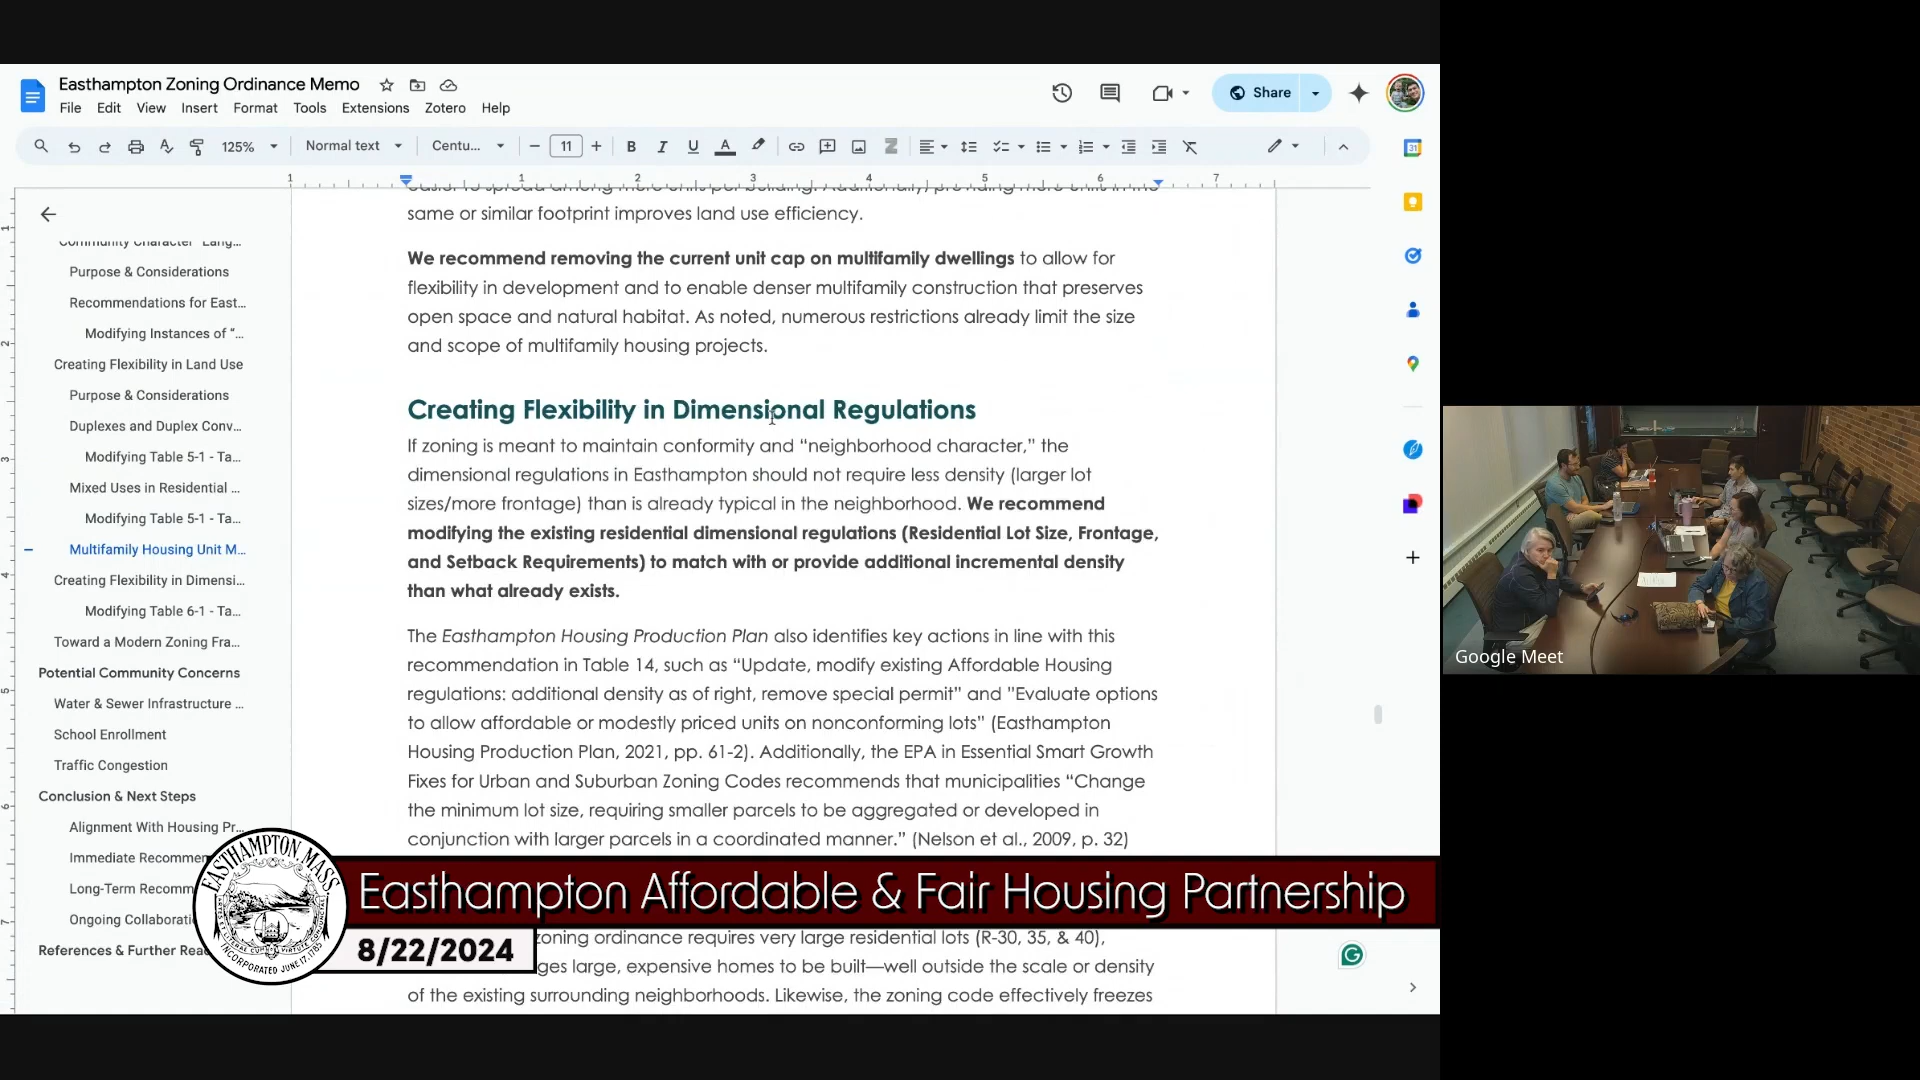 Easthampton Zoning Ordinance Memo
File Edit View Insert Format Tools Extensions Zotero Help
Share
125% Normal text Centu... 11
1 1 2 3 4 5 6 7
same or similar footprint improves land use efficiency.
We recommend removing the current unit cap on multifamily dwellings to allow for
flexibility in development and to enable denser multifamily construction that preserves
open space and natural habitat. As noted, numerous restrictions already limit the size
and scope of multifamily housing projects.
Creating Flexibility in Dimensional Regulations
If zoning is meant to maintain conformity and “neighborhood character,” the
dimensional regulations in Easthampton should not require less density (larger lot
sizes/more frontage) than is already typical in the neighborhood. We recommend
modifying the existing residential dimensional regulations (Residential Lot Size, Frontage,
and Setback Requirements) to match with or provide additional incremental density
than what already exists.
The Easthampton Housing Production Plan also identifies key actions in line with this
recommendation in Table 14, such as “Update, modify existing Affordable Housing
regulations: additional density as of right, remove special permit” and ”Evaluate options
to allow affordable or modestly priced units on nonconforming lots” (Easthampton
Housing Production Plan, 2021, pp. 61-2). Additionally, the EPA in Essential Smart Growth
Fixes for Urban and Suburban Zoning Codes recommends that municipalities “Change
the minimum lot size, requiring smaller parcels to be aggregated or developed in
conjunction with larger parcels in a coordinated manner.” (Nelson et al., 2009, p. 32)
zoning ordinance requires very large residential lots (R-30, 35, & 40),
ges large, expensive homes to be built—well outside the scale or density
of the existing surrounding neighborhoods. Likewise, the zoning code effectively freezes
Purpose & Considerations
Recommendations for East...
Modifying Instances of “...
Creating Flexibility in Land Use
Purpose & Considerations
Duplexes and Duplex Conv...
Modifying Table 5-1 - Ta...
Mixed Uses in Residential ...
Modifying Table 5-1 - Ta...
Multifamily Housing Unit M...
Creating Flexibility in Dimensi...
Modifying Table 6-1 - Ta...
Toward a Modern Zoning Fra...
Potential Community Concerns
Water & Sewer Infrastructure ...
School Enrollment
Traffic Congestion
Conclusion & Next Steps
Alignment With Housing Pr...
Immediate Recommen
Long-Term Recomm
Ongoing Collaborati
References & Further Rea
EASTHAMPTON MASS
INCORPORATED JUNE 17, 1785
Easthampton Affordable & Fair Housing Partnership
8/22/2024
Google Meet